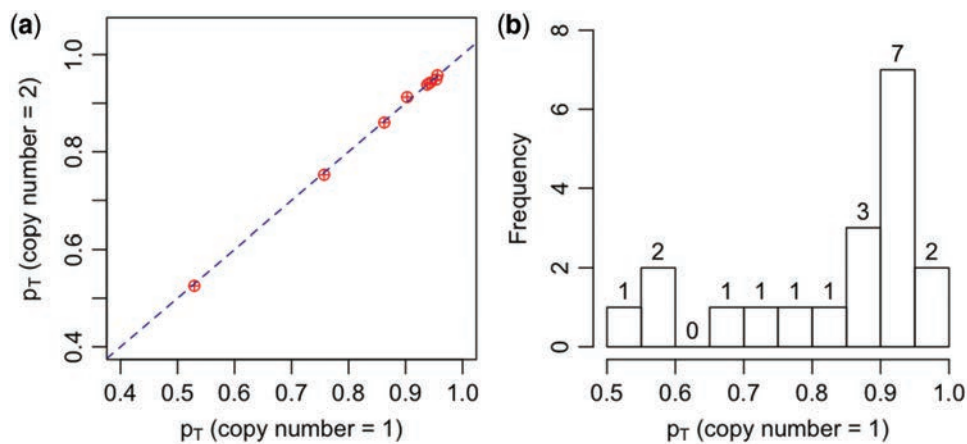 (a)
pT (copy number = 2)
1.0
0.8
0.6
0.4
0.4 0.5 0.6 0.7 0.8 0.9 1.0
pT (copy number = 1)
(b)
Frequency
8
6
4
2
0
1 2 0 1 1 1 1 3 7 2
0.5 0.6 0.7 0.8 0.9 1.0
pT (copy number = 1)